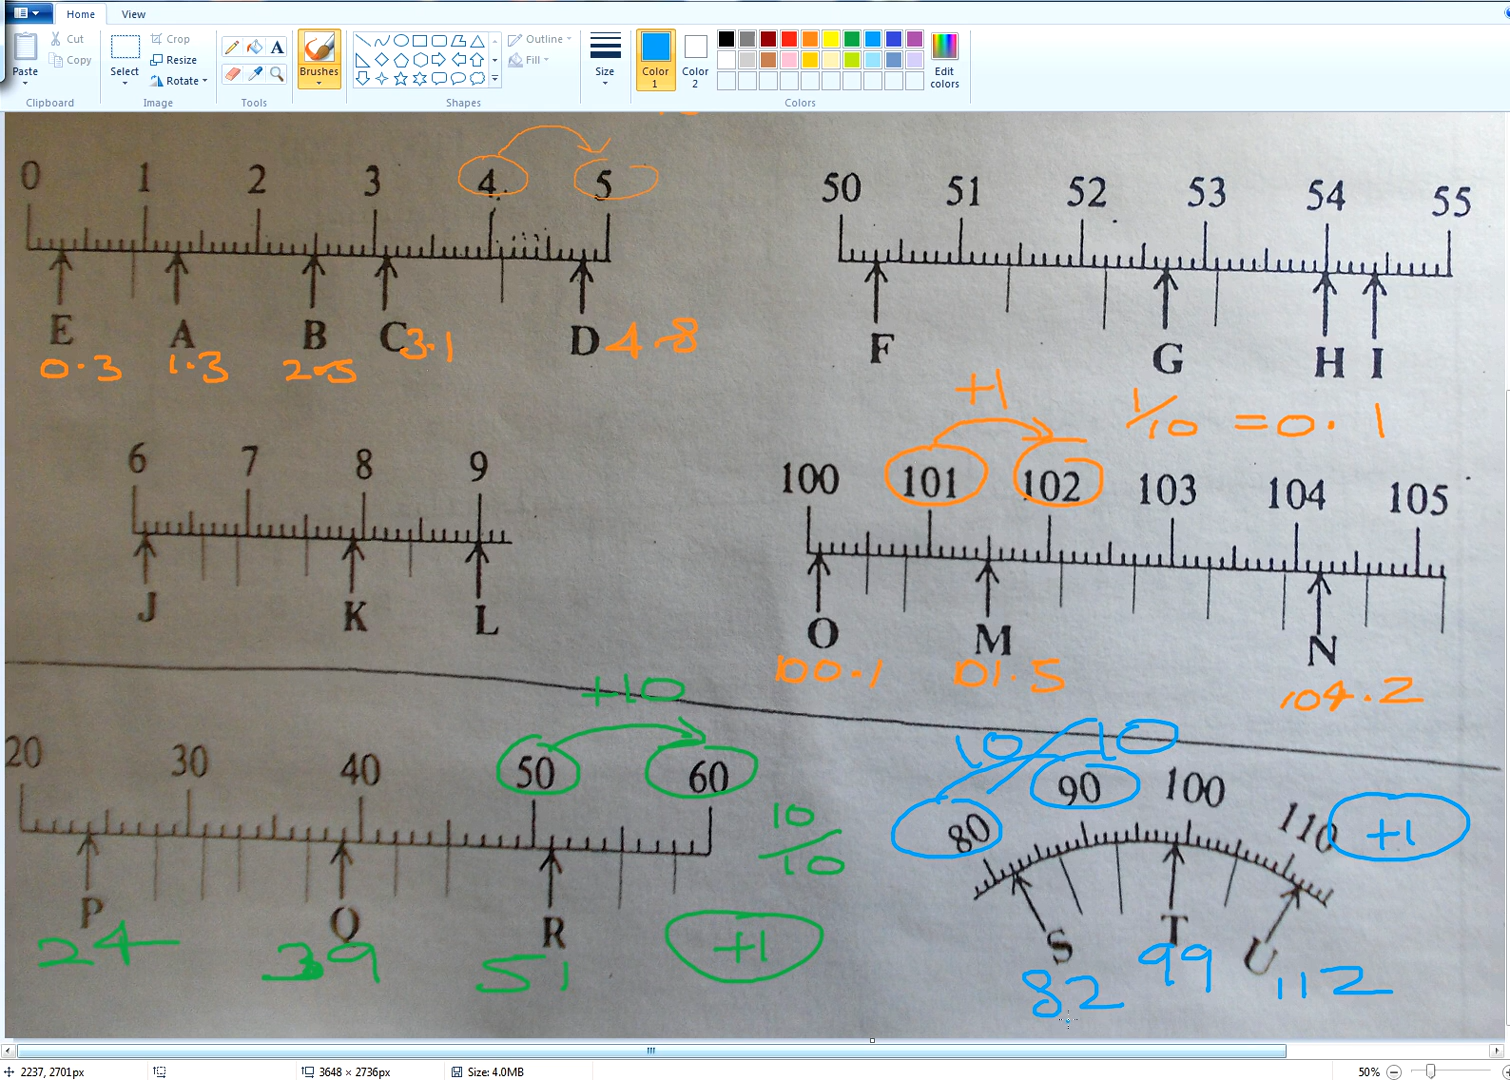 Home View
Cut
Copy
Paste
Crop
Resize
Rotate
Select
A
Brushes
Outline
Fill
Size
Color 1
Color 2
Edit colors
Clipboard Image Tools Shapes Colors
0 1 2 3 4 5
E A B C D
0.3 1.3 2.5 3.1 4.8
50 51 52 53 54 55
F G H I
+1 1/10 = 0.1
6 7 8 9
J K L
100 101 102 103 104 105
O M N
100.1 101.5 104.2
+10
20 30 40 50 60
10/10
P Q R
24 39 51 +1
10 10
80 90 100 110 +1
S T U
82 99 112
2237, 2701px 3648 × 2736px Size: 4.0MB 50%